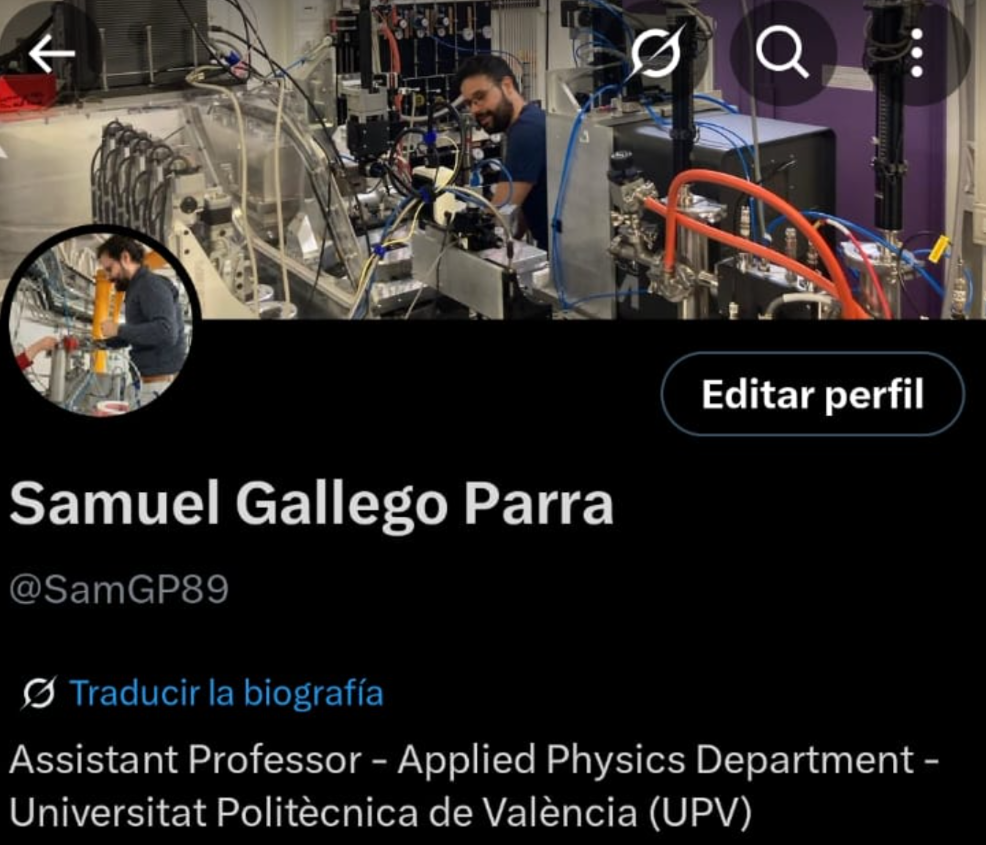 Editar perfil
Samuel Gallego Parra
@SamGP89
Traducir la biografía
Assistant Professor - Applied Physics Department -
Universitat Politècnica de València (UPV)